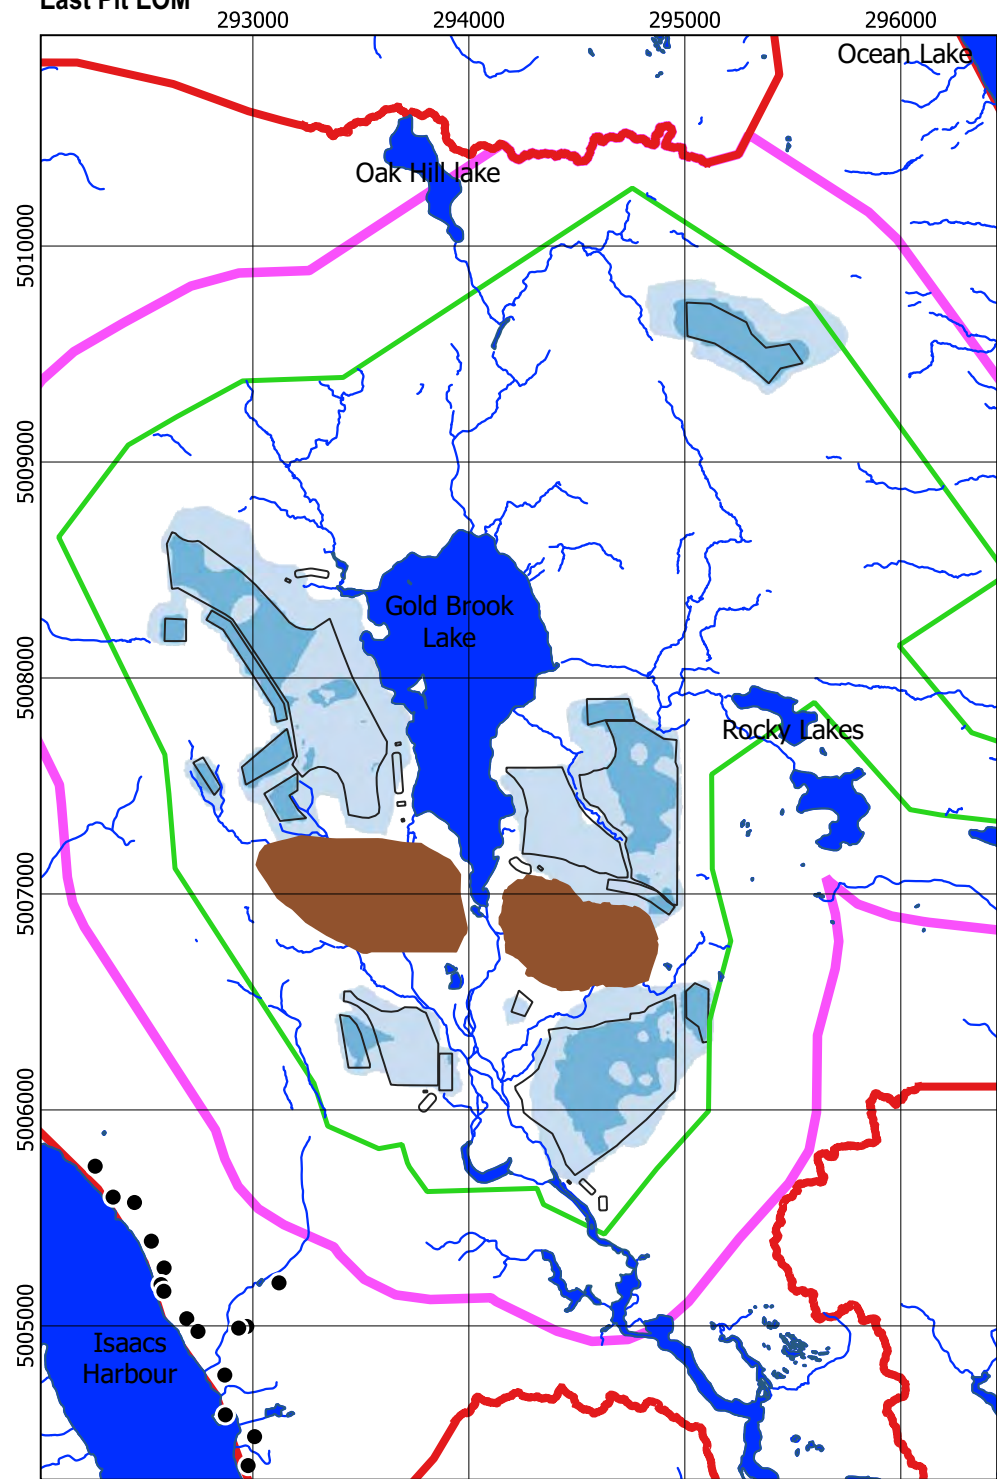 East Pit EOM
293000
294000
295000
296000
Ocean Lake
Oak Hill lake
5010000
5009000
Gold Brook
Lake
5008000
Rocky Lakes
5007000
5006000
5005000
Isaacs
Harbour